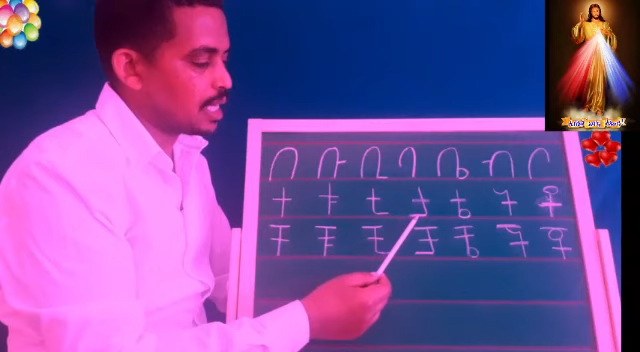 በ ቡ ቢ ባ ቤ ብ ቦ
ተ ቱ ቲ ታ ቴ ት ቶ
ቸ ቹ ቺ ቻ ቼ ች ቾ